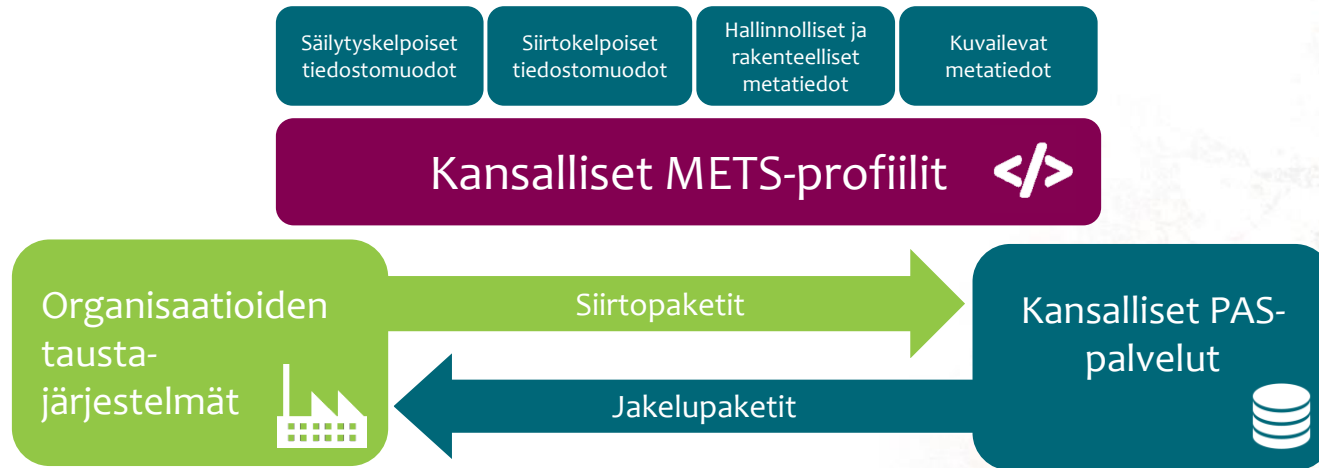 Säilytyskelpoiset
tiedostomuodot
Siirtokelpoiset
tiedostomuodot
Hallinnolliset ja
rakenteelliset
metatiedot
Kuvailevat
metatiedot
Kansalliset METS-profiilit </>
Organisaatioiden
tausta-
järjestelmät
Siirtopaketit
Jakelupaketit
Kansalliset PAS-
palvelut